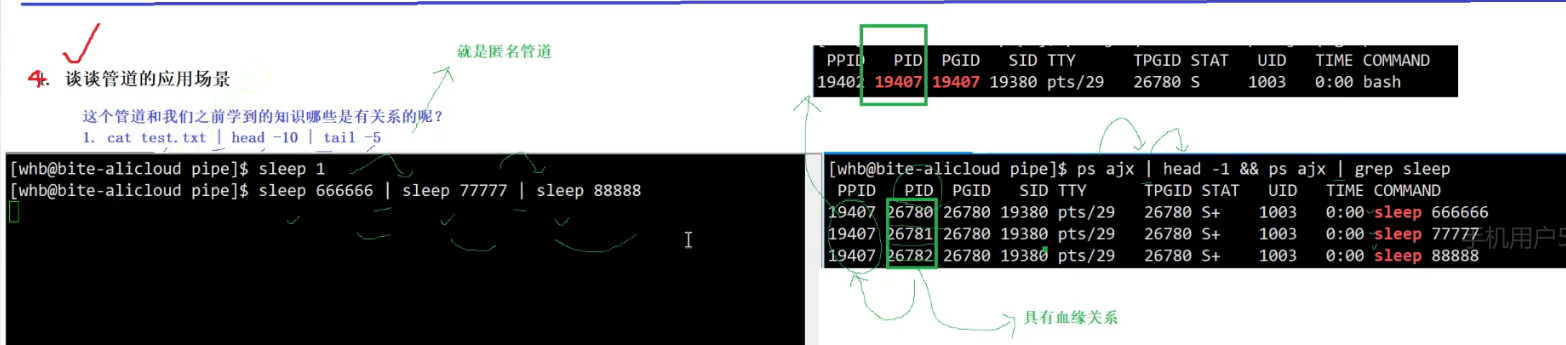 就是匿名管道
4. 谈谈管道的应用场景
这个管道和我们之前学到的知识哪些是有关系的呢?
1. cat test.txt | head -10 | tail -5
[whb@bite-alicloud pipe]$ sleep 1
[whb@bite-alicloud pipe]$ sleep 666666 | sleep 77777 | sleep 88888
PPID PID PGID SID TTY TPGID STAT UID TIME COMMAND
19402 19407 19407 19380 pts/29 26780 S 1003 0:00 bash
[whb@bite-alicloud pipe]$ ps ajx | head -1 && ps ajx | grep sleep
PPID PID PGID SID TTY TPGID STAT UID TIME COMMAND
19407 26780 26780 19380 pts/29 26780 S+ 1003 0:00 sleep 666666
19407 26781 26780 19380 pts/29 26780 S+ 1003 0:00 sleep 77777
19407 26782 26780 19380 pts/29 26780 S+ 1003 0:00 sleep 88888
手机用户5
具有血缘关系